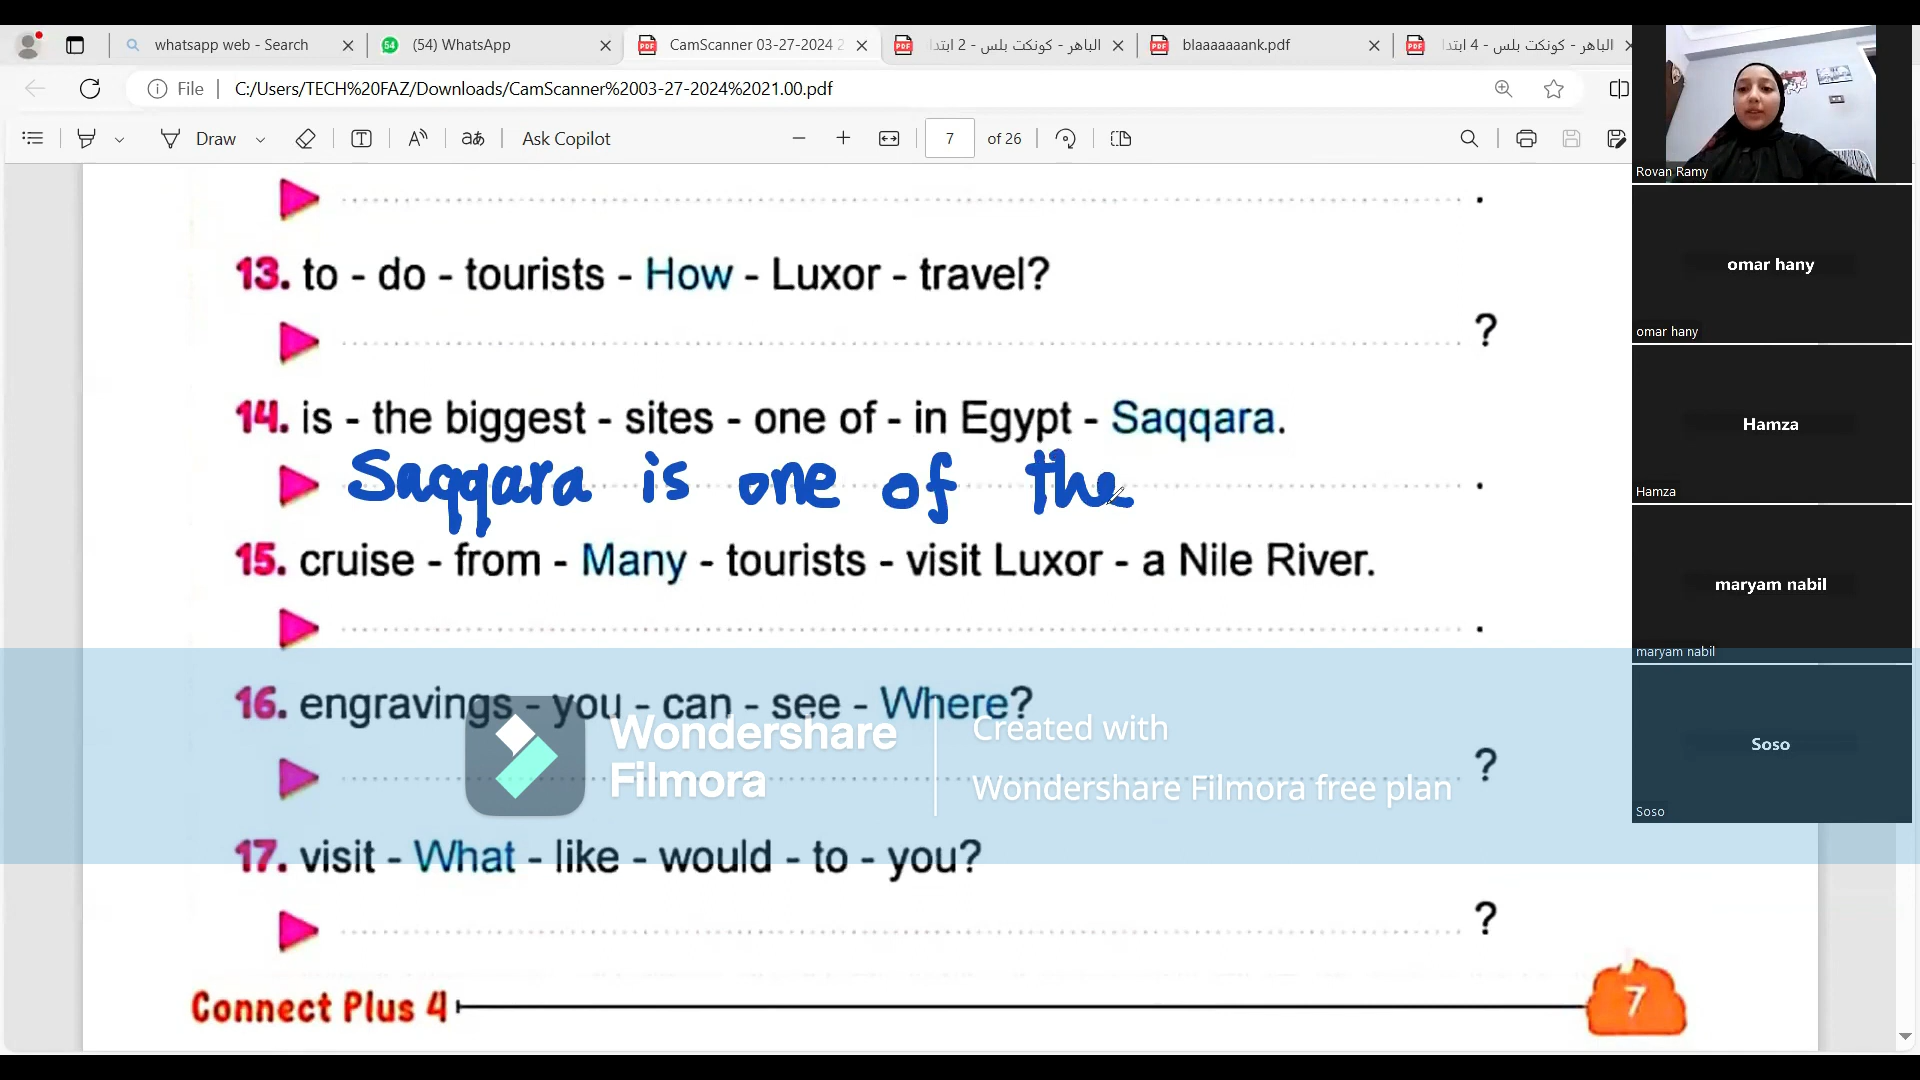 whatsapp web - Search
(54) WhatsApp
CamScanner 03-27-2024 2
الباهر - كونكت بلس - 2 ابتدا
blaaaaaaank.pdf
الباهر - كونكت بلس - 4 ابتدا
File
C:/Users/TECH%20FAZ/Downloads/CamScanner%2003-27-2024%2021.00.pdf
Draw
Ask Copilot
7 of 26
13. to - do - tourists - How - Luxor - travel?
?
14. is - the biggest - sites - one of - in Egypt - Saqqara.
Saqqara is one of the
15. cruise - from - Many - tourists - visit Luxor - a Nile River.
16. engravings - you - can - see - Where?
?
Wondershare Filmora
Created with
Wondershare Filmora free plan
17. visit - What - like - would - to - you?
?
Connect Plus 4
7
Rovan Ramy
omar hany
omar hany
Hamza
Hamza
maryam nabil
maryam nabil
Soso
Soso